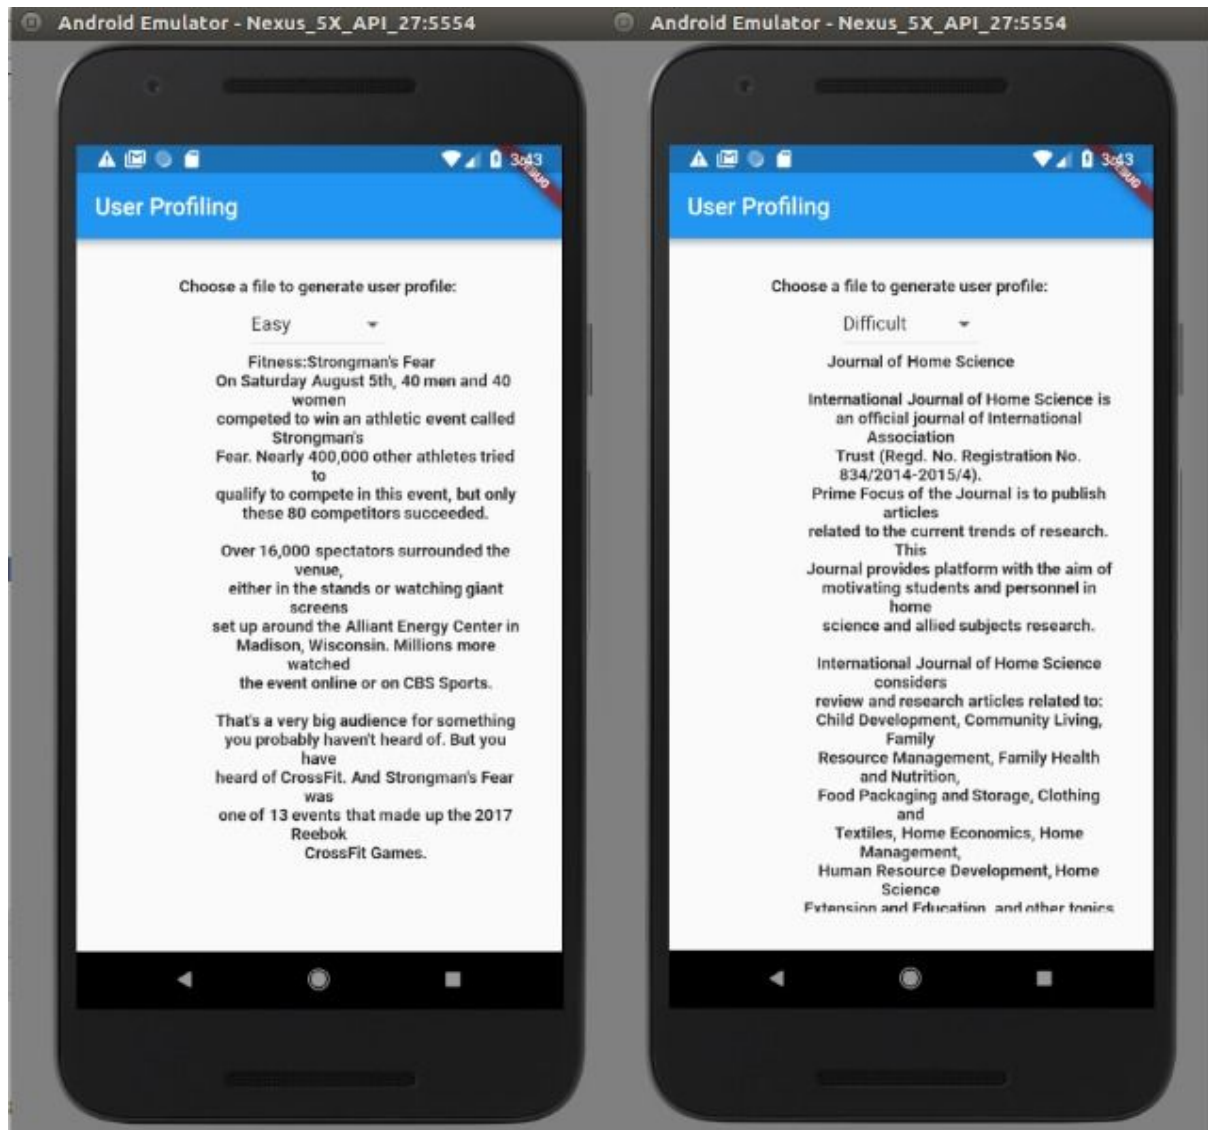 Android Emulator - Nexus_5X_API_27:5554
3:43
DEBUG
User Profiling
Choose a file to generate user profile:
Easy
Fitness:Strongman's Fear
On Saturday August 5th, 40 men and 40
women
competed to win an athletic event called
Strongman's
Fear. Nearly 400,000 other athletes tried
to
qualify to compete in this event, but only
these 80 competitors succeeded.
Over 16,000 spectators surrounded the
venue,
either in the stands or watching giant
screens
set up around the Alliant Energy Center in
Madison, Wisconsin. Millions more
watched
the event online or on CBS Sports.
That's a very big audience for something
you probably haven't heard of. But you
have
heard of CrossFit. And Strongman's Fear
was
one of 13 events that made up the 2017
Reebok
CrossFit Games.
Android Emulator - Nexus_5X_API_27:5554
3:43
DEBUG
User Profiling
Choose a file to generate user profile:
Difficult
Journal of Home Science
International Journal of Home Science is
an official journal of International
Association
Trust (Regd. No. Registration No.
834/2014-2015/4).
Prime Focus of the Journal is to publish
articles
related to the current trends of research.
This
Journal provides platform with the aim of
motivating students and personnel in
home
science and allied subjects research.
International Journal of Home Science
considers
review and research articles related to:
Child Development, Community Living,
Family
Resource Management, Family Health
and Nutrition,
Food Packaging and Storage, Clothing
and
Textiles, Home Economics, Home
Management,
Human Resource Development, Home
Science
Extension and Education, and other topics